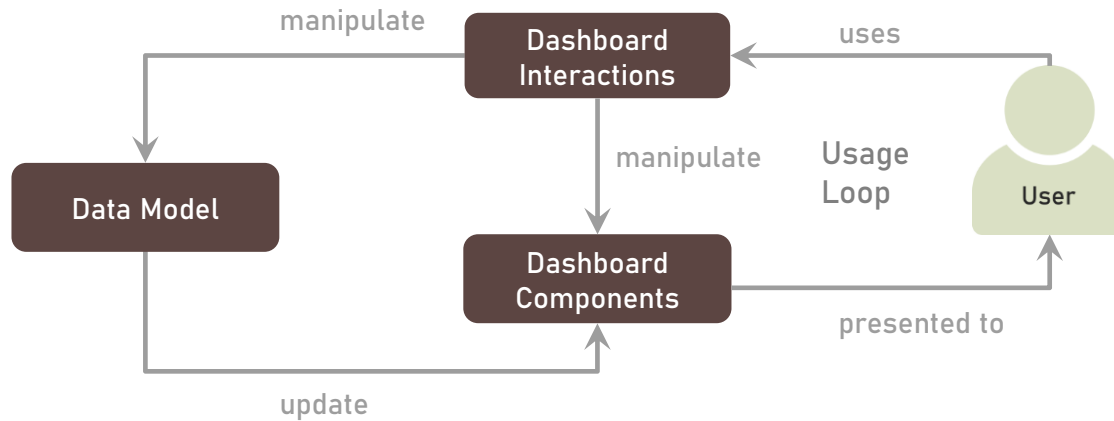 manipulate
Dashboard
Interactions
uses
manipulate
Usage
Loop
Data Model
User
Dashboard
Components
presented to
update